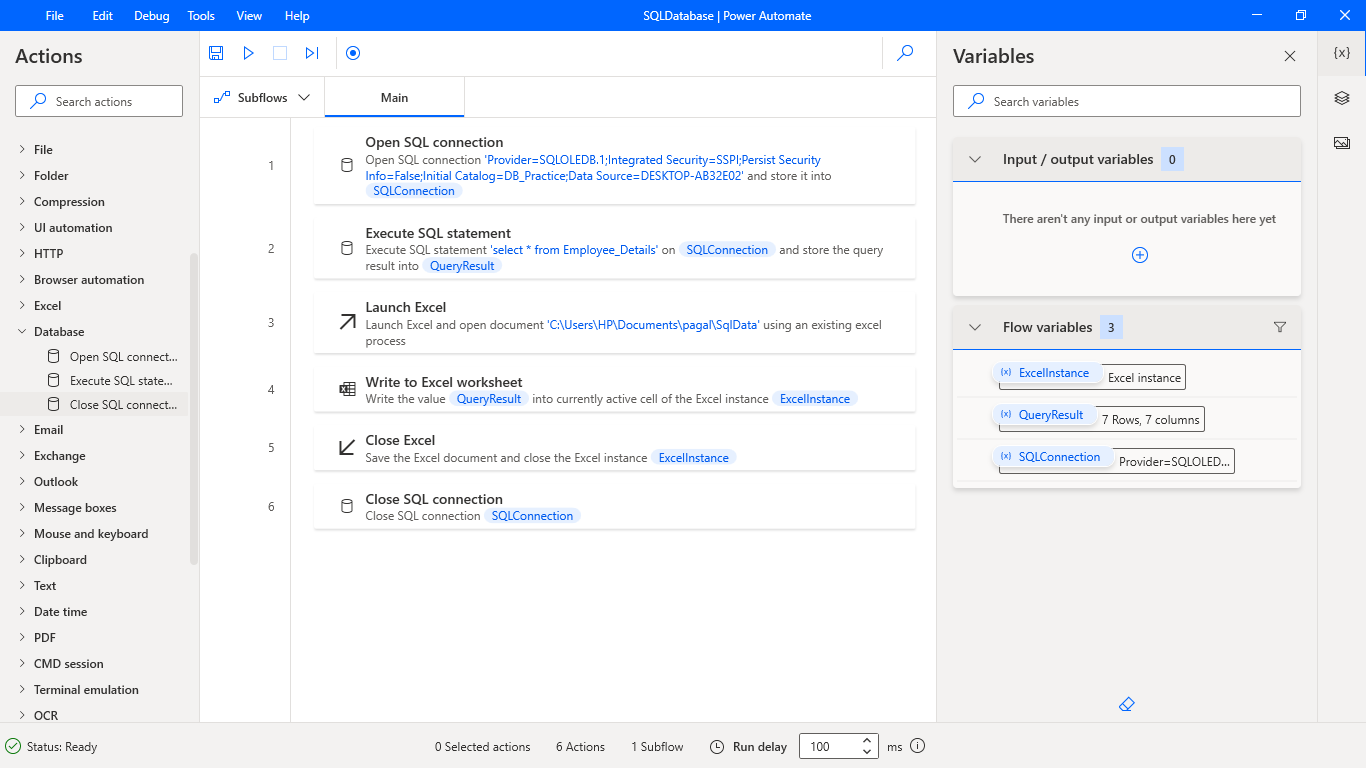 File Edit Debug Tools View Help
SQLDatabase | Power Automate
Actions
Search actions
File
Folder
Compression
UI automation
HTTP
Browser automation
Excel
Database
Open SQL connect...
Execute SQL state...
Close SQL connect...
Email
Exchange
Outlook
Message boxes
Mouse and keyboard
Clipboard
Text
Date time
PDF
CMD session
Terminal emulation
OCR
Subflows
Main
1
Open SQL connection
Open SQL connection 'Provider=SQLOLEDB.1;Integrated Security=SSPI;Persist Security
Info=False;Initial Catalog=DB_Practice;Data Source=DESKTOP-AB32E02' and store it into
SQLConnection
2
Execute SQL statement
Execute SQL statement 'select * from Employee_Details' on SQLConnection and store the query
result into QueryResult
3
Launch Excel
Launch Excel and open document 'C:\Users\HP\Documents\pagal\SqlData' using an existing excel
process
4
Write to Excel worksheet
Write the value QueryResult into currently active cell of the Excel instance ExcelInstance
5
Close Excel
Save the Excel document and close the Excel instance ExcelInstance
6
Close SQL connection
Close SQL connection SQLConnection
Variables
{x}
Search variables
Input / output variables 0
There aren't any input or output variables here yet
Flow variables 3
(x) ExcelInstance Excel instance
(x) QueryResult 7 Rows, 7 columns
(x) SQLConnection Provider=SQLOLED...
Status: Ready
0 Selected actions
6 Actions
1 Subflow
Run delay 100 ms